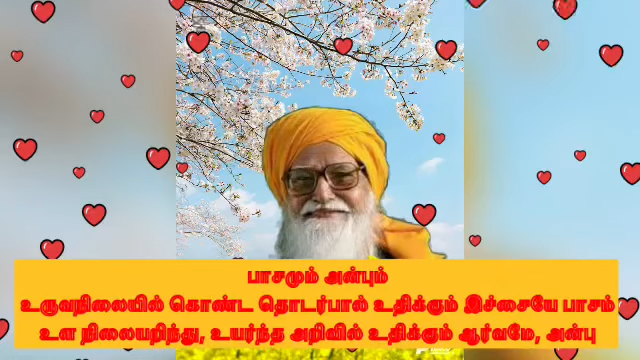 பாசமும் அன்பும்
உருவநிலையில் கொண்ட தொடர்பால் உதிக்கும் இச்சையே பாசம்
உள நிலையறிந்து, உயர்ந்த அறிவில் உதிக்கும் ஆர்வமே, அன்பு